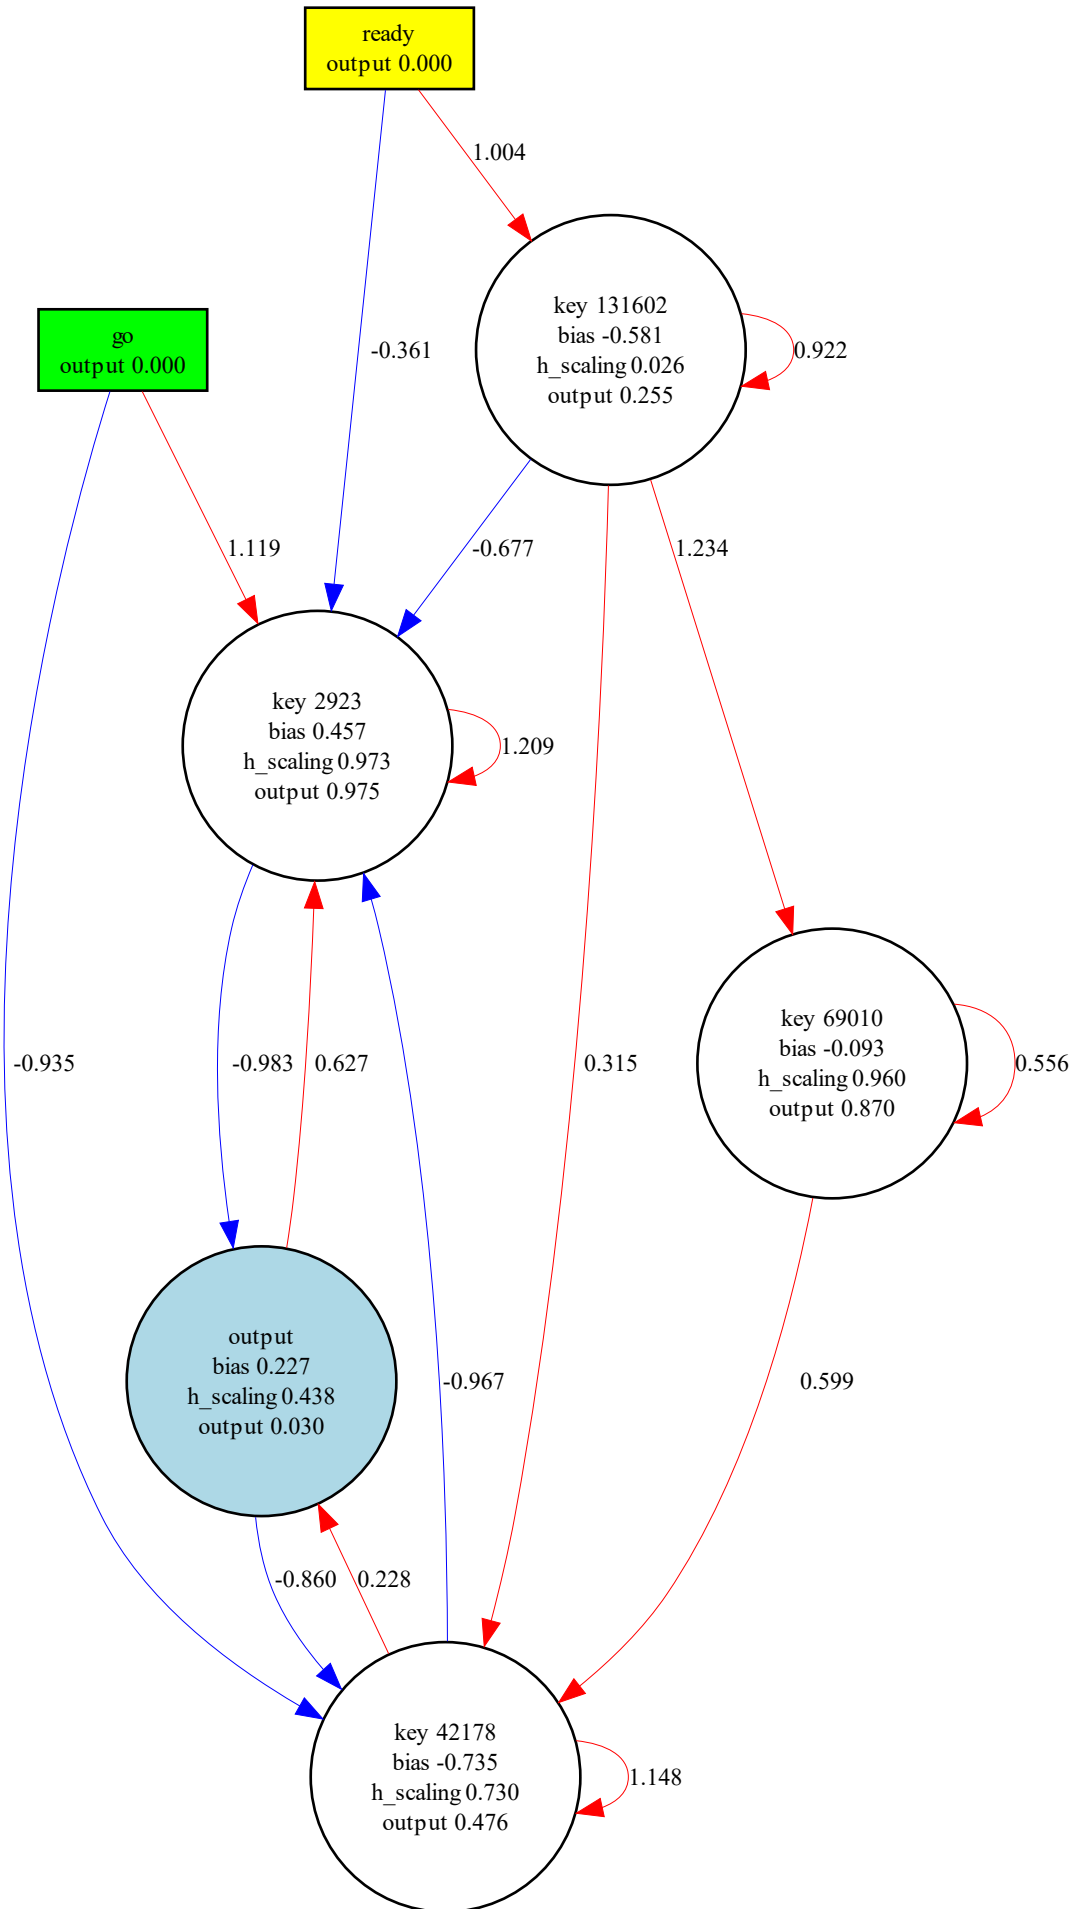 ready
output 0.000
1.004
key 131602
bias -0.581
h_scaling 0.026
output 0.255
0.922
go
output 0.000
-0.361
1.119
-0.677
1.234
key 2923
bias 0.457
h_scaling 0.973
output 0.975
1.209
key 69010
bias -0.093
h_scaling 0.960
output 0.870
0.556
-0.935
-0.983
0.627
0.315
output
bias 0.227
h_scaling 0.438
output 0.030
-0.967
0.599
-0.860
0.228
key 42178
bias -0.735
h_scaling 0.730
output 0.476
1.148